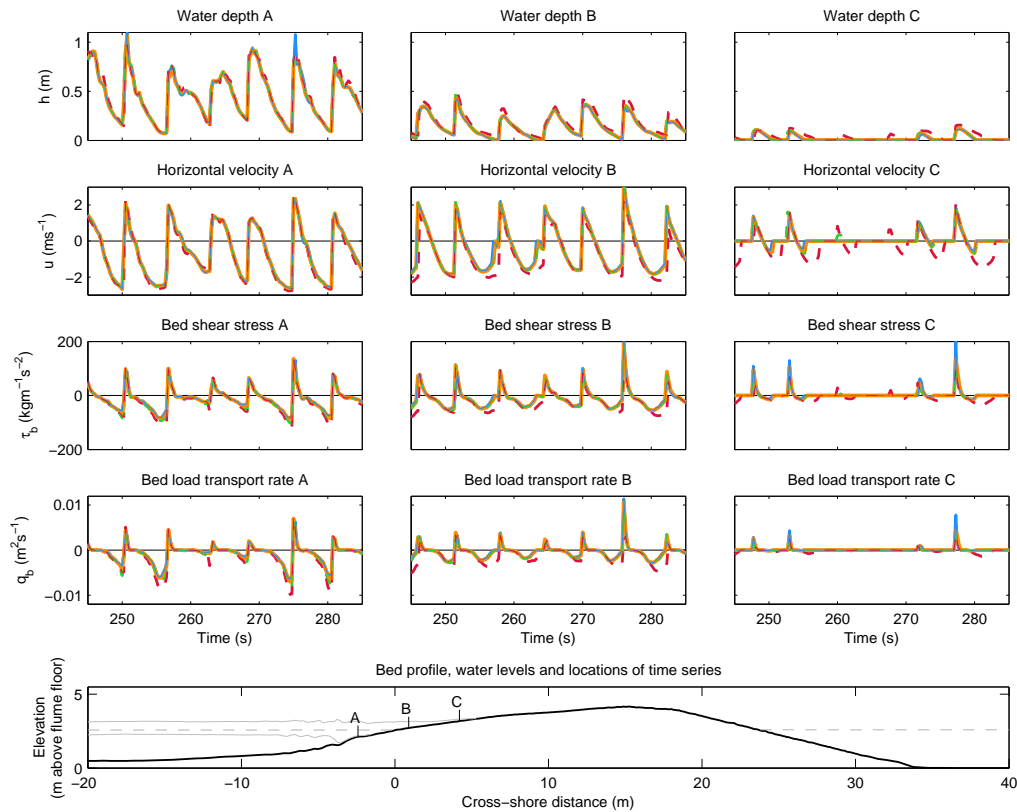 Water depth A Water depth B Water depth C
1
0.5
0
h (m)
Horizontal velocity A Horizontal velocity B Horizontal velocity C
2
0
−2
u (ms⁻¹)
Bed shear stress A Bed shear stress B Bed shear stress C
200
0
−200
τb (kgm⁻¹s⁻²)
Bed load transport rate A Bed load transport rate B Bed load transport rate C
0.01
0
−0.01
qb (m²s⁻¹)
250 260 270 280 250 260 270 280 250 260 270 280
Time (s) Time (s) Time (s)
Bed profile, water levels and locations of time series
5
0
Elevation
(m above flume floor)
A B C
−20 −10 0 10 20 30 40
Cross−shore distance (m)